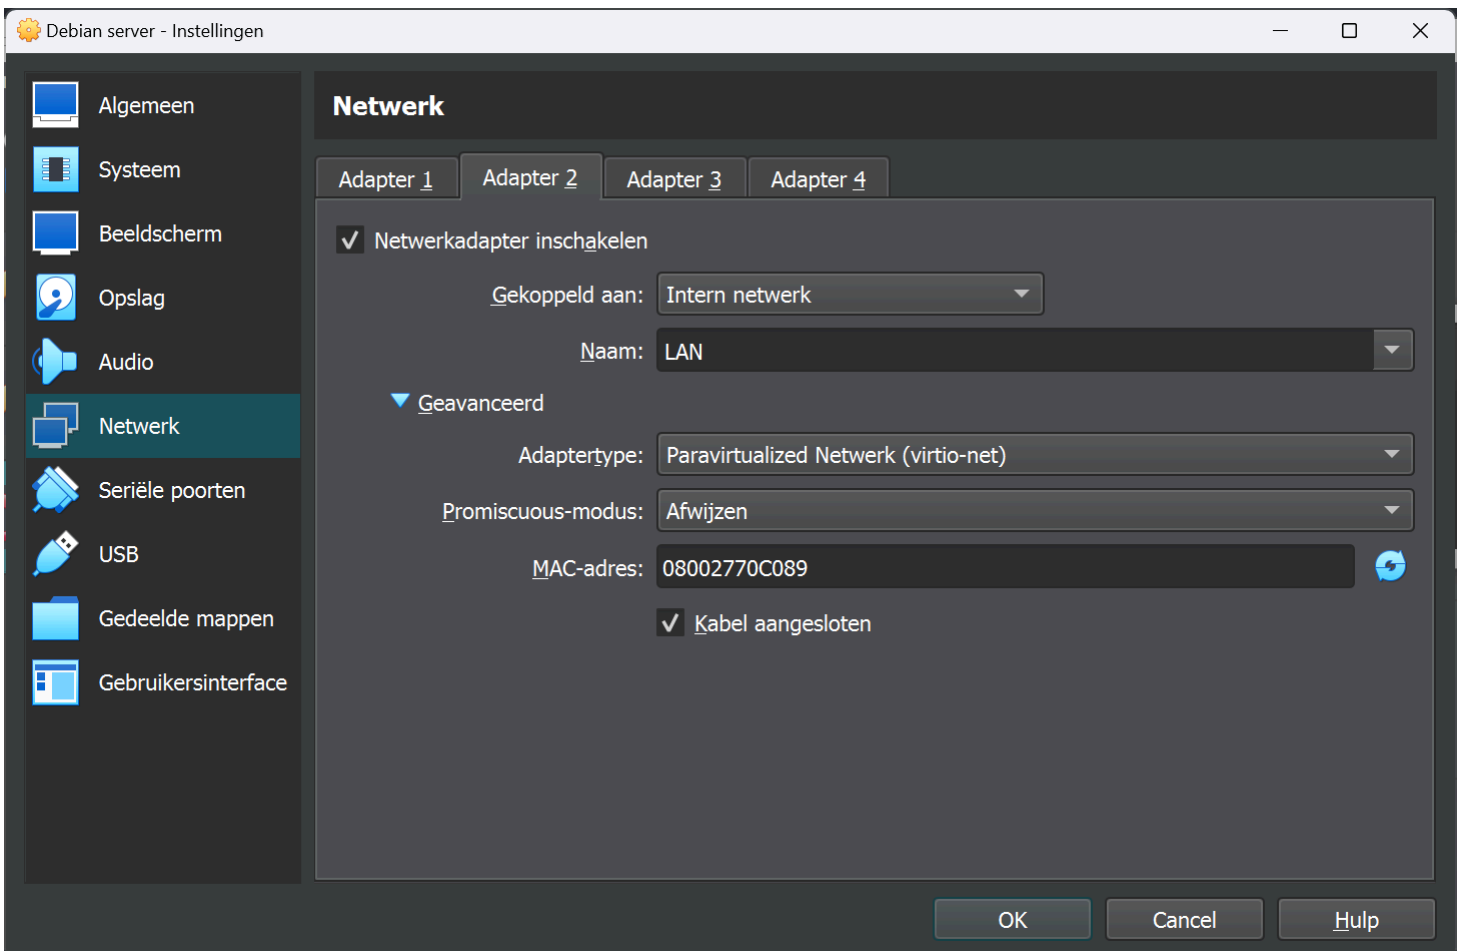 Debian server - Instellingen
Algemeen
Systeem
Beeldscherm
Opslag
Audio
Netwerk
Seriële poorten
USB
Gedeelde mappen
Gebruikersinterface
Netwerk
Adapter 1 Adapter 2 Adapter 3 Adapter 4
Netwerkadapter inschakelen
Gekoppeld aan: Intern netwerk
Naam: LAN
Geavanceerd
Adaptertype: Paravirtualized Netwerk (virtio-net)
Promiscuous-modus: Afwijzen
MAC-adres: 08002770C089
Kabel aangesloten
OK Cancel Hulp